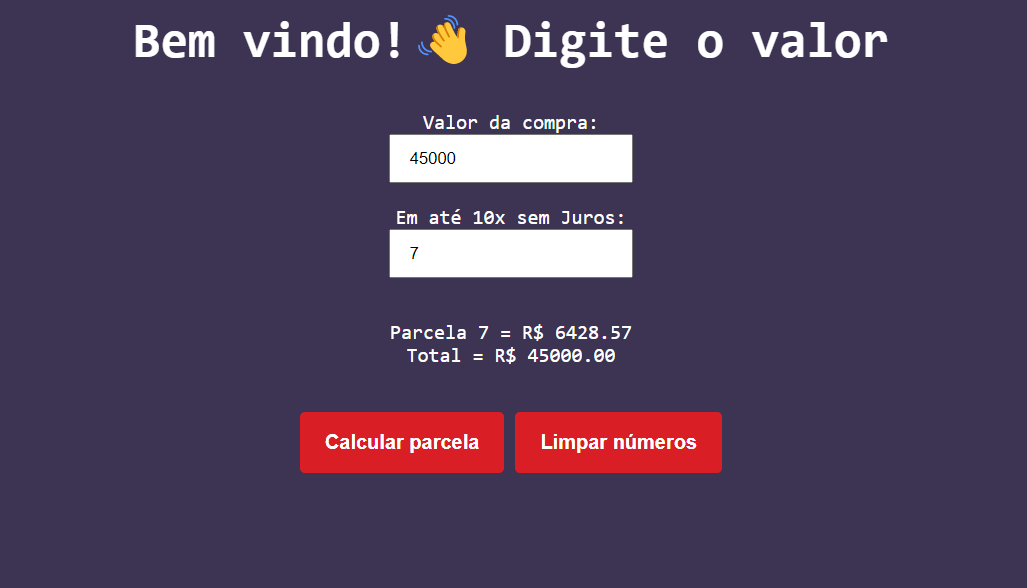 Bem vindo!👋 Digite o valor
Valor da compra:
45000
Em até 10x sem Juros:
7
Parcela 7 = R$ 6428.57
Total = R$ 45000.00
Calcular parcela
Limpar números